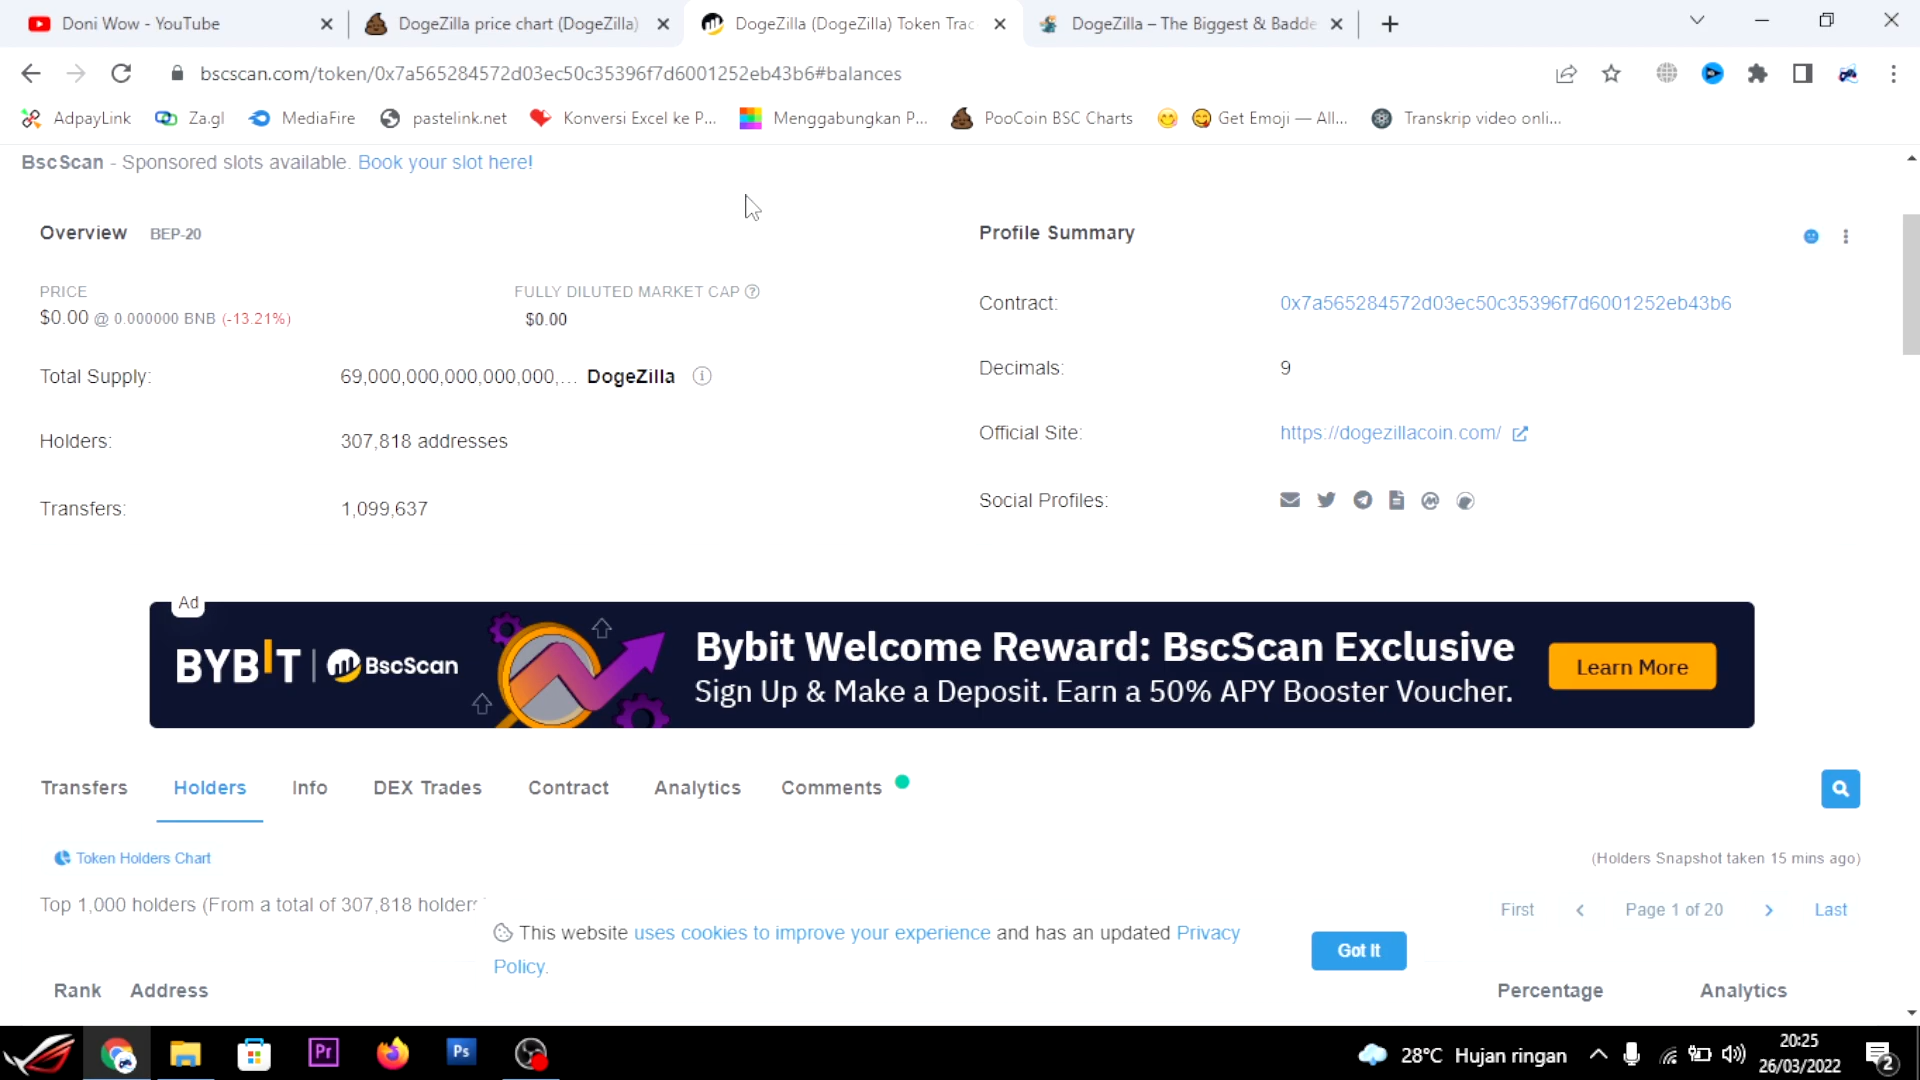 Doni Wow - YouTube
DogeZilla price chart (DogeZilla)
DogeZilla (DogeZilla) Token Trac
DogeZilla – The Biggest & Badde
bscscan.com/token/0x7a565284572d03ec50c35396f7d6001252eb43b6#balances
AdpayLink
Za.gl
MediaFire
pastelink.net
Konversi Excel ke P...
Menggabungkan P...
PooCoin BSC Charts
Get Emoji — All...
Transkrip video onli...
BscScan - Sponsored slots available. Book your slot here!
Overview BEP-20
PRICE
$0.00 @ 0.000000 BNB (-13.21%)
FULLY DILUTED MARKET CAP
$0.00
Total Supply: 69,000,000,000,000,000,... DogeZilla
Holders: 307,818 addresses
Transfers: 1,099,637
Profile Summary
Contract: 0x7a565284572d03ec50c35396f7d6001252eb43b6
Decimals: 9
Official Site: https://dogezillacoin.com/
Social Profiles:
Ad
BYBIT | BscScan
Bybit Welcome Reward: BscScan Exclusive
Sign Up & Make a Deposit. Earn a 50% APY Booster Voucher.
Learn More
Transfers Holders Info DEX Trades Contract Analytics Comments
Token Holders Chart
(Holders Snapshot taken 15 mins ago)
Top 1,000 holders (From a total of 307,818 holders
First Page 1 of 20 Last
This website uses cookies to improve your experience and has an updated Privacy
Policy.
Got It
Rank Address Percentage Analytics
Pr
Ps
28°C Hujan ringan
20:25
26/03/2022
2